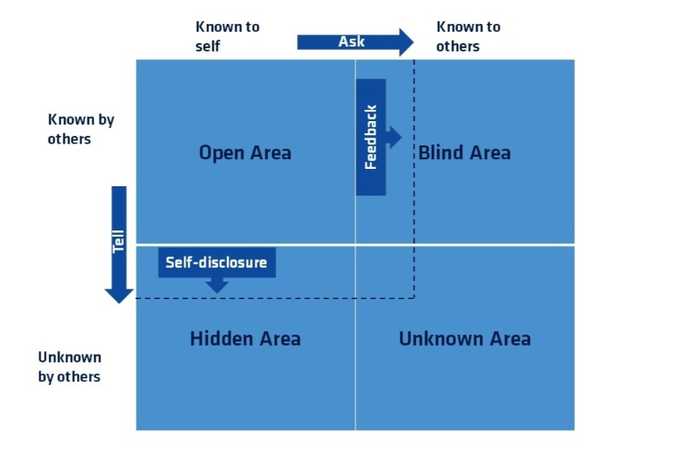 Known to
self
Ask
Known to
others
Known by
others
Open Area
Feedback
Blind Area
Tell
Self-disclosure
Hidden Area
Unknown Area
Unknown
by others